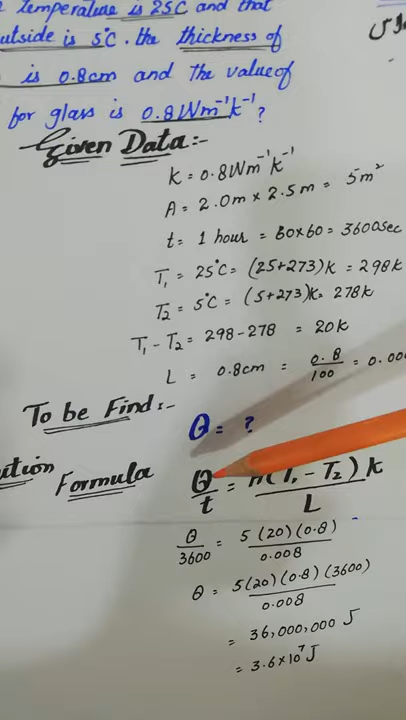 temperature is 25C and that
outside is 5°C. the thickness of
is 0.8cm and the value of
for glass is 0.8Wm⁻¹k⁻¹?
Given Data:-
K = 0.8Wm⁻¹k⁻¹
A = 2.0m × 2.5m = 5m²
t = 1 hour = 60×60 = 3600sec
T₁ = 25°C = (25+273)K = 298k
T₂ = 5°C = (5+273)K= 278k
T₁ - T₂ = 298-278 = 20k
L = 0.8cm = 0.8/100 = 0.00
To be Find:-
Q = ?
Formula Q/t = (T₁ - T₂)k/L
Q/3600 = 5(20)(0.8)/0.008
Q = 5(20)(0.8)(3600)/0.008
= 36,000,000 J
= 3.6×10⁷J